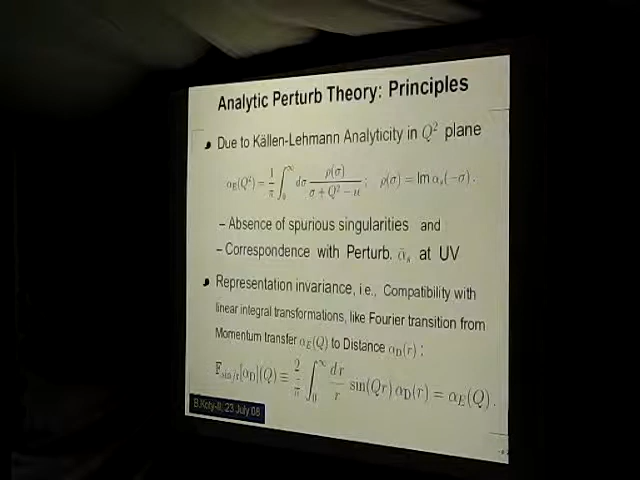 Analytic Perturb Theory: Principles
Due to Källen-Lehmann Analyticity in Q² plane
α_E(Q²) = 1/π ∫₀^∞ dσ ρ(σ) / (σ + Q² − iε) ; ρ(σ) = Im α_s(−σ) .
– Absence of spurious singularities and
– Correspondence with Perturb. ᾱ_s at UV
Representation invariance, i.e., Compatibility with
linear integral transformations, like Fourier transition from
Momentum transfer α_E(Q) to Distance α_D(r) :
𝔽_sin/r[α_D](Q) ≡ 2/π ∫₀^∞ dr/r sin(Qr) α_D(r) = α_E(Q) .
23 July 08